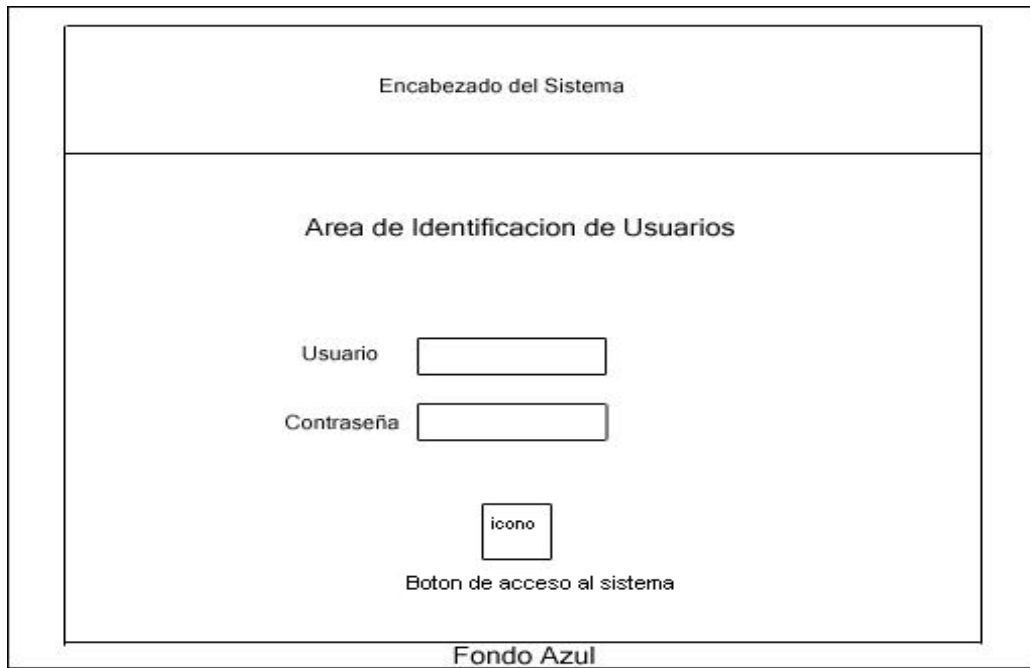 Encabezado del Sistema
Area de Identificacion de Usuarios
Usuario
Contraseña
icono
Boton de acceso al sistema
Fondo Azul